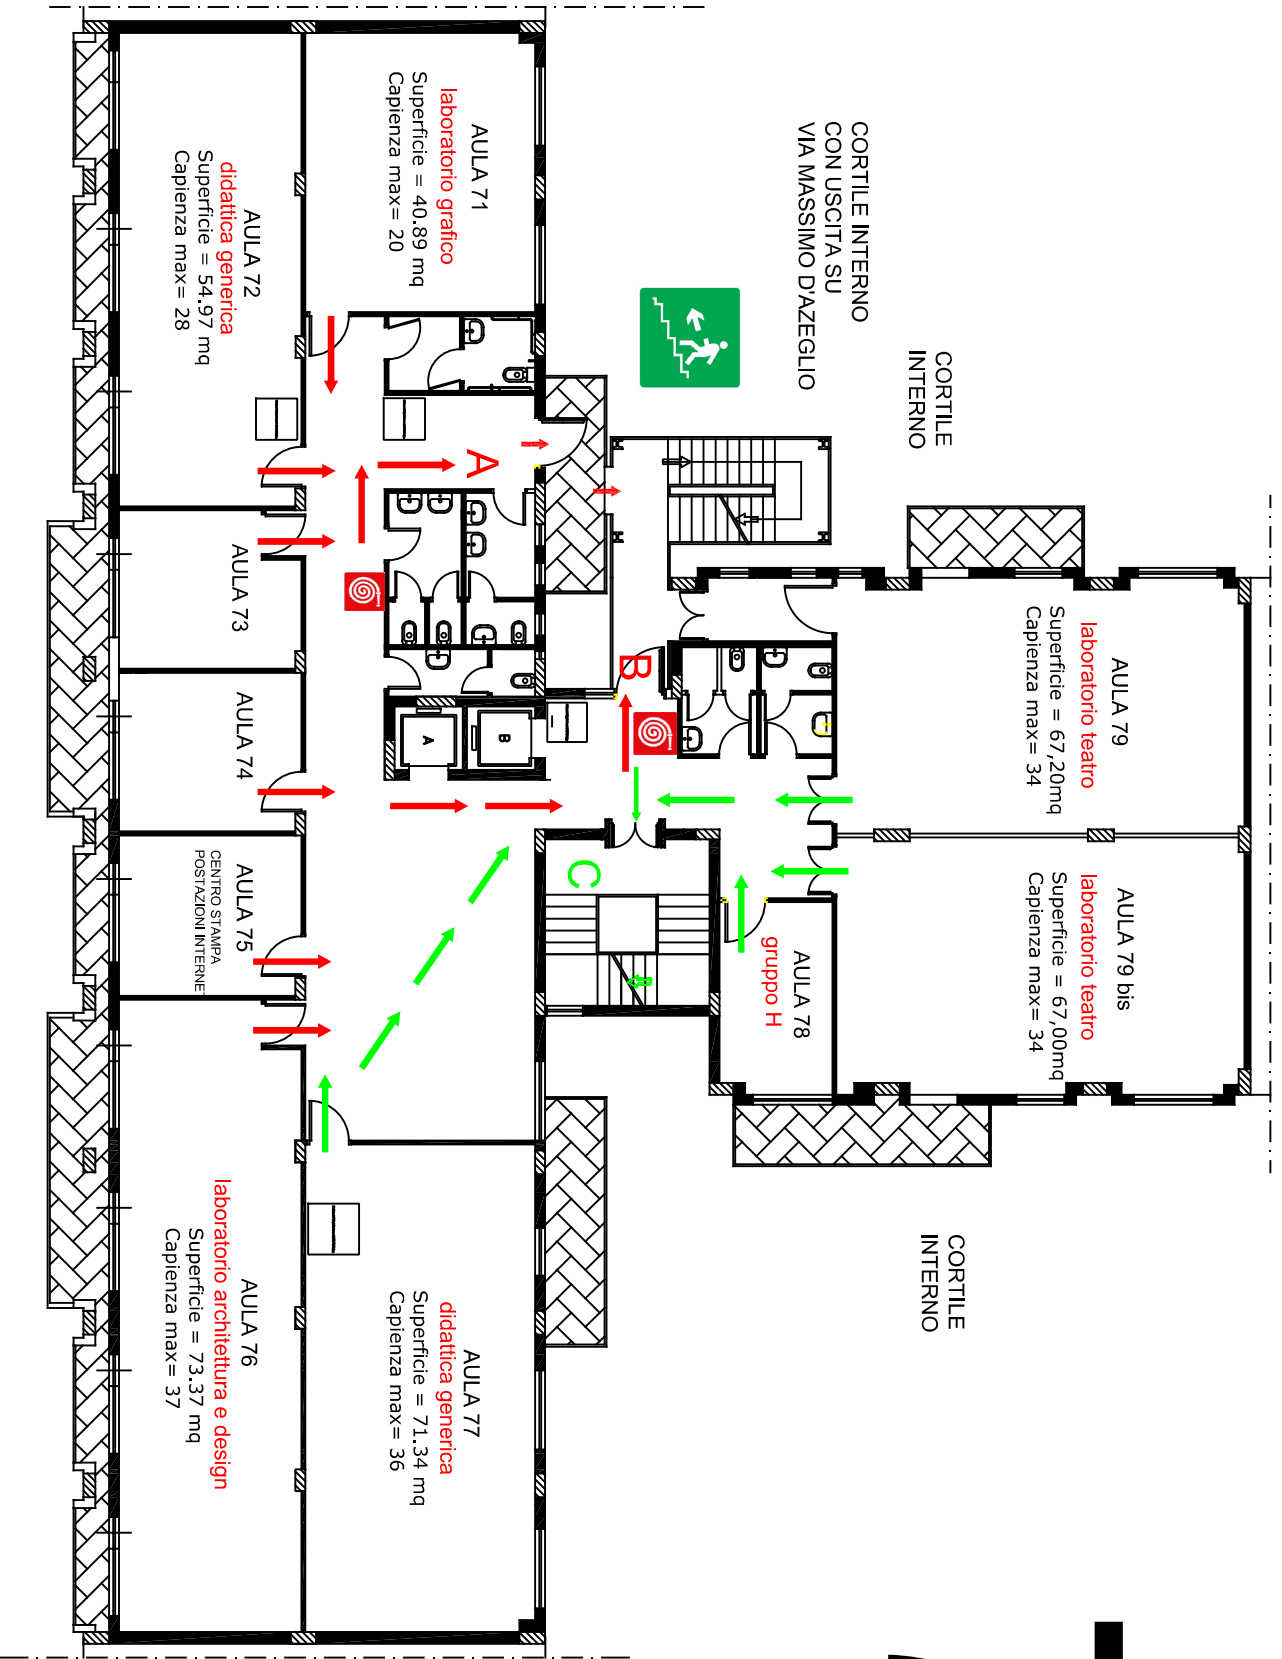 CORTILE INTERNO
CON USCITA SU
VIA MASSIMO D'AZEGLIO
CORTILE
INTERNO
AULA 71
laboratorio grafico
Superficie = 40.89 mq
Capienza max= 20
AULA 72
didattica generica
Superficie = 54.97 mq
Capienza max= 28
A
AULA 73
AULA 74
AULA 75
CENTRO STAMPA
POSTAZIONI INTERNET
A
B
B
C
AULA 79
laboratorio teatro
Superficie = 67,20mq
Capienza max= 34
AULA 79 bis
laboratorio teatro
Superficie = 67,00mq
Capienza max= 34
AULA 78
gruppo H
AULA 76
laboratorio architettura e design
Superficie = 73.37 mq
Capienza max= 37
AULA 77
didattica generica
Superficie = 71.34 mq
Capienza max= 36
CORTILE
INTERNO